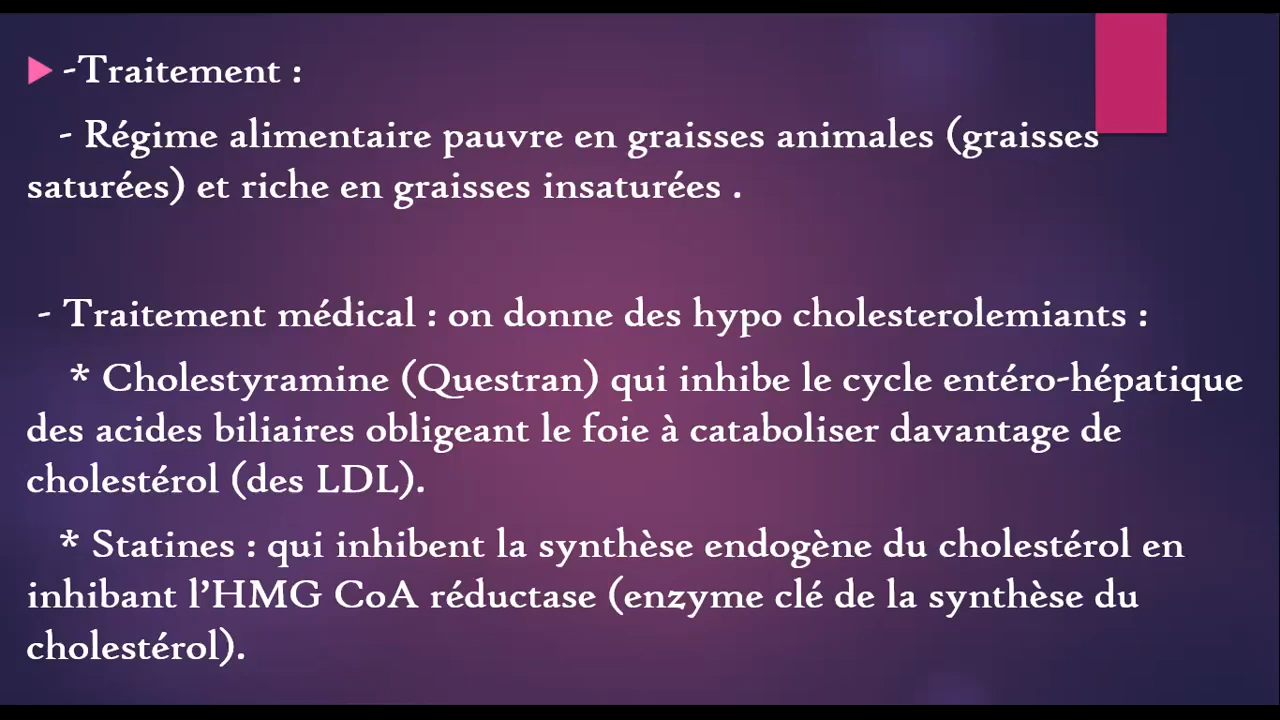 -Traitement :
- Régime alimentaire pauvre en graisses animales (graisses
saturées) et riche en graisses insaturées .
- Traitement médical : on donne des hypo cholesterolemiants :
* Cholestyramine (Questran) qui inhibe le cycle entéro-hépatique
des acides biliaires obligeant le foie à cataboliser davantage de
cholestérol (des LDL).
* Statines : qui inhibent la synthèse endogène du cholestérol en
inhibant l’HMG CoA réductase (enzyme clé de la synthèse du
cholestérol).